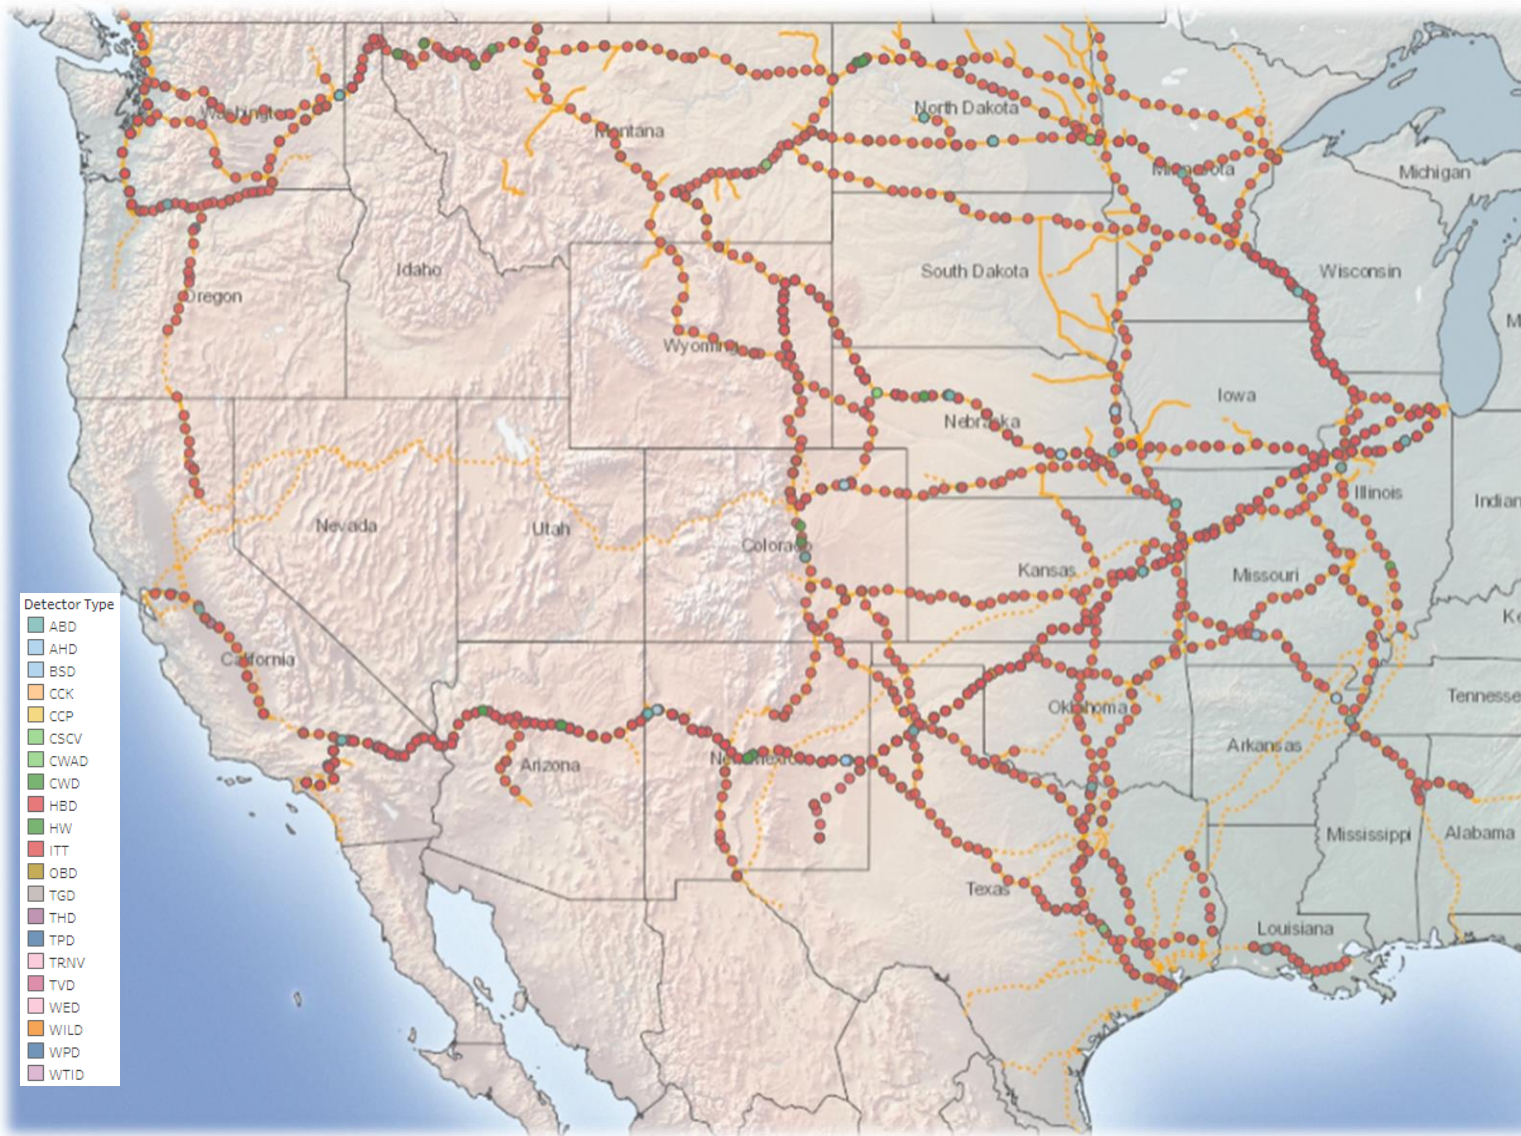 Washington
Montana
North Dakota
Minnesota
Michigan
Idaho
Oregon
South Dakota
Wisconsin
Wyoming
Iowa
Nebraska
Nevada
Utah
Colorado
Illinois
Indian
Kansas
Missouri
Ke
California
Oklahoma
Tennesse
Arizona
New Mexico
Arkansas
Mississippi
Alabama
Texas
Louisiana
M
Detector Type
ABD
AHD
BSD
CCK
CCP
CSCV
CWAD
CWD
HBD
HW
ITT
OBD
TGD
THD
TPD
TRNV
TVD
WED
WILD
WPD
WTID